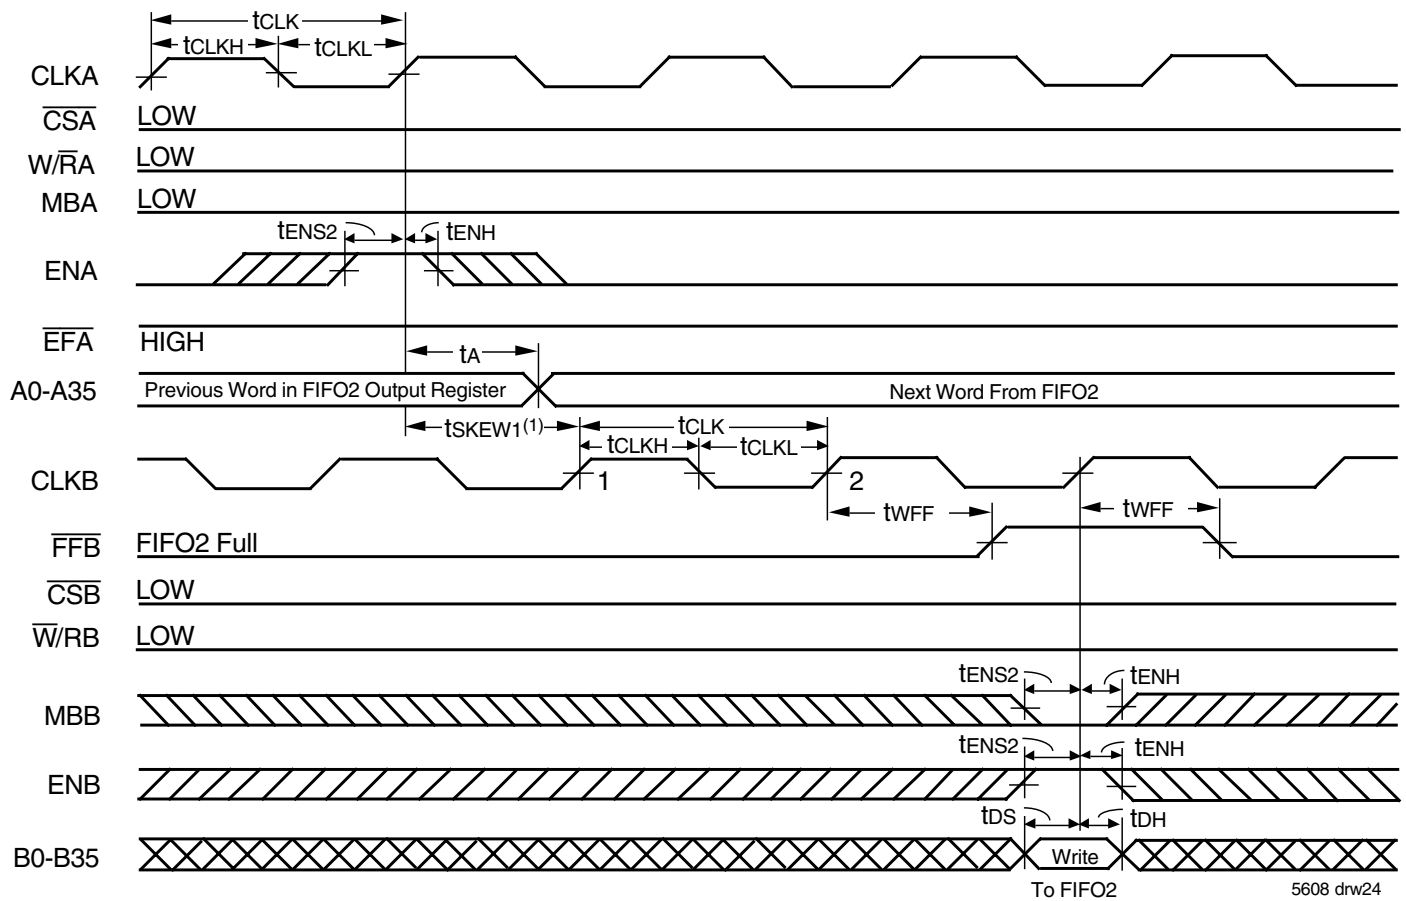 tCLK
tCLKH tCLKL
CLKA
CSA LOW
W/RA LOW
MBA LOW
tENS2 tENH
ENA
EFA HIGH
tA
A0-A35 Previous Word in FIFO2 Output Register Next Word From FIFO2
tSKEW1(1) tCLK
tCLKH tCLKL
CLKB 1 2
tWFF tWFF
FFB FIFO2 Full
CSB LOW
W/RB LOW
tENS2 tENH
MBB
tENS2 tENH
ENB
tDS tDH
B0-B35 Write
To FIFO2 5608 drw24